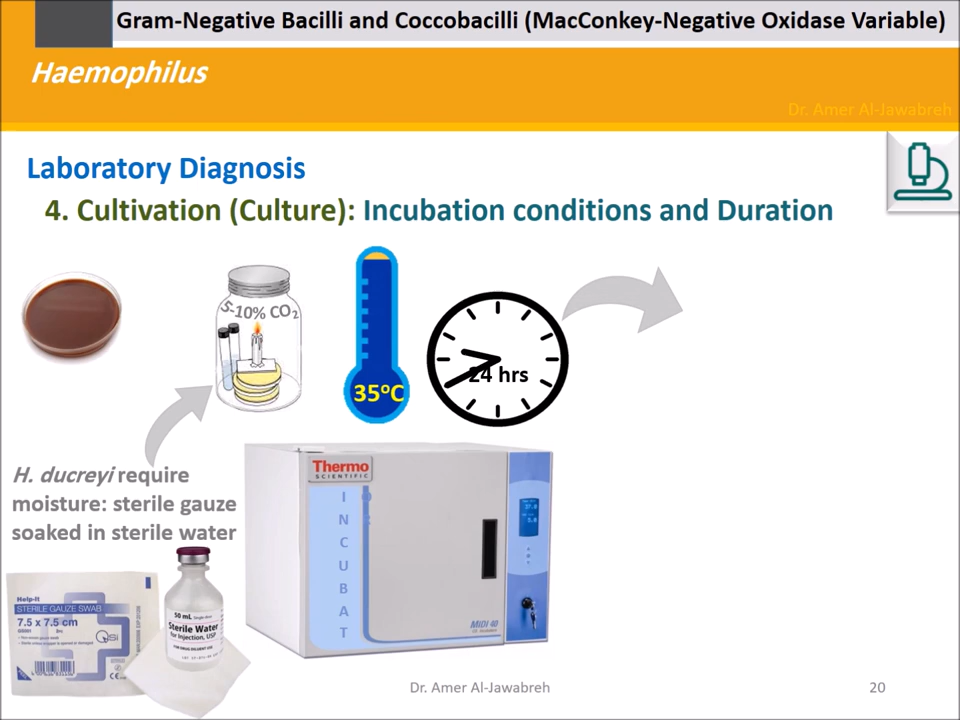 Gram-Negative Bacilli and Coccobacilli (MacConkey-Negative Oxidase Variable)
Haemophilus
Dr. Amer Al-Jawabreh
Laboratory Diagnosis
4. Cultivation (Culture): Incubation conditions and Duration
5-10% CO2
35oC
24 hrs
H. ducreyi require
moisture: sterile gauze
soaked in sterile water
Thermo
SCIENTIFIC
I
N
C
U
B
A
T
MIDI 40
Help-It
STERILE GAUZE SWAB
7.5 x 7.5 cm
50 mL
Sterile Water
for Injection, USP
Dr. Amer Al-Jawabreh
20